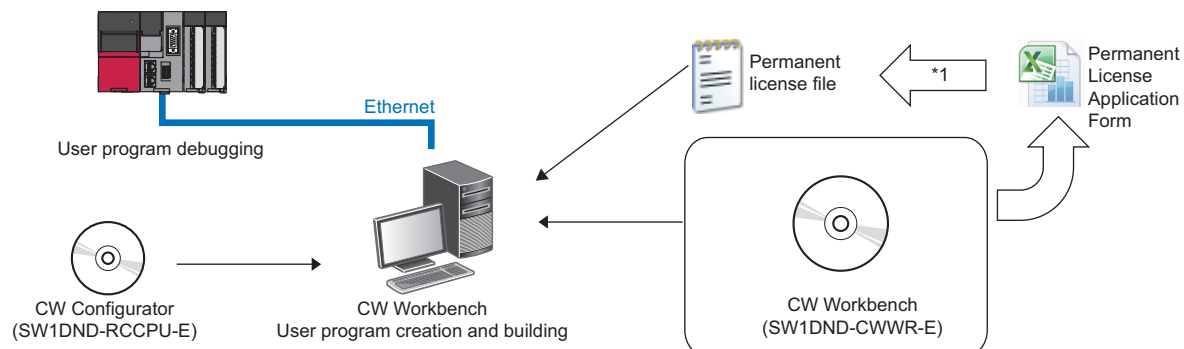 Ethernet
User program debugging
Permanent
license file
*1
Permanent
License
Application
Form
CW Configurator
(SW1DND-RCCPU-E)
CW Workbench
User program creation and building
CW Workbench
(SW1DND-CWWR-E)